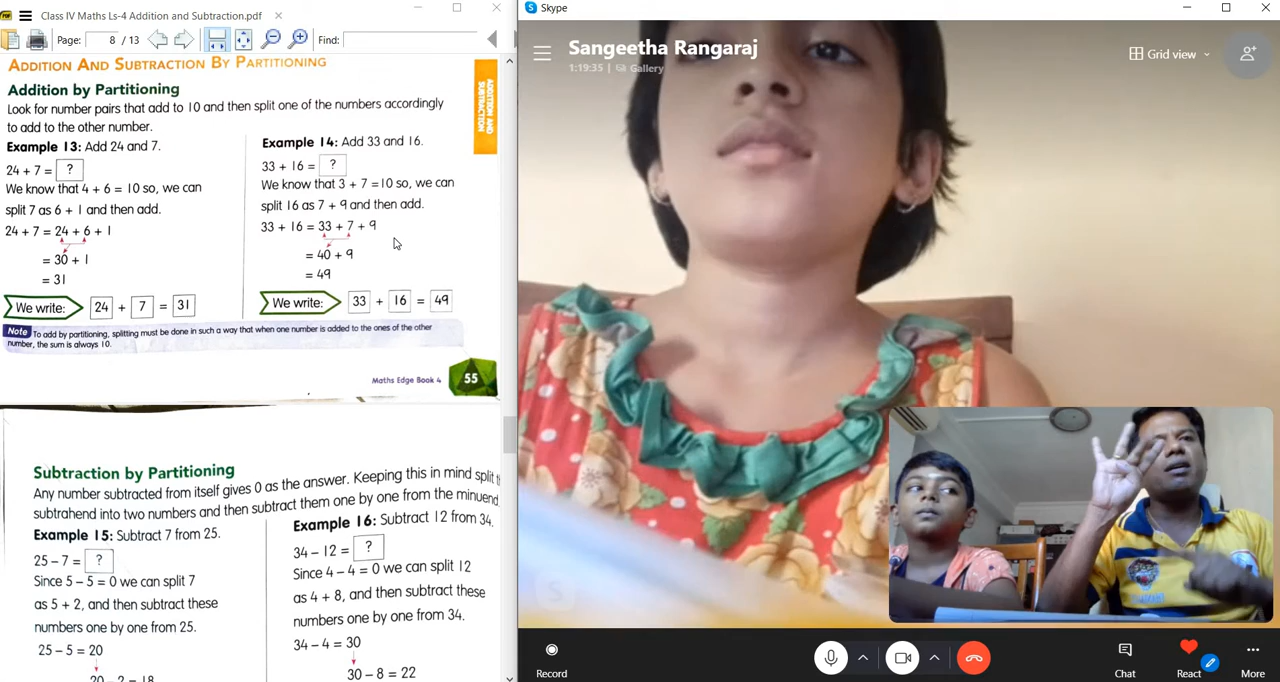 Class IV Maths Ls-4 Addition and Subtraction.pdf
Page: 8 / 13
Find:
ADDITION AND SUBTRACTION BY PARTITIONING
ADDITION AND
SUBTRACTION
Addition by Partitioning
Look for number pairs that add to 10 and then split one of the numbers accordingly
to add to the other number.
Example 13: Add 24 and 7.
24 + 7 = ?
We know that 4 + 6 = 10 so, we can
split 7 as 6 + 1 and then add.
24 + 7 = 24 + 6 + 1
= 30 + 1
= 31
We write: 24 + 7 = 31
Example 14: Add 33 and 16.
33 + 16 = ?
We know that 3 + 7 = 10 so, we can
split 16 as 7 + 9 and then add.
33 + 16 = 33 + 7 + 9
= 40 + 9
= 49
We write: 33 + 16 = 49
Note To add by partitioning, splitting must be done in such a way that when one number is added to the ones of the other
number, the sum is always 10.
Maths Edge Book 4 55
Subtraction by Partitioning
Any number subtracted from itself gives 0 as the answer. Keeping this in mind split
subtrahend into two numbers and then subtract them one by one from the minuend
Example 15: Subtract 7 from 25.
25 – 7 = ?
Since 5 – 5 = 0 we can split 7
as 5 + 2, and then subtract these
numbers one by one from 25.
25 – 5 = 20
20 – 2 = 18
Example 16: Subtract 12 from 34.
34 – 12 = ?
Since 4 – 4 = 0 we can split 12
as 4 + 8, and then subtract these
numbers one by one from 34.
34 – 4 = 30
30 – 8 = 22
Skype
Sangeetha Rangaraj
1:19:35 | Gallery
Grid view
Record
Chat
React
More